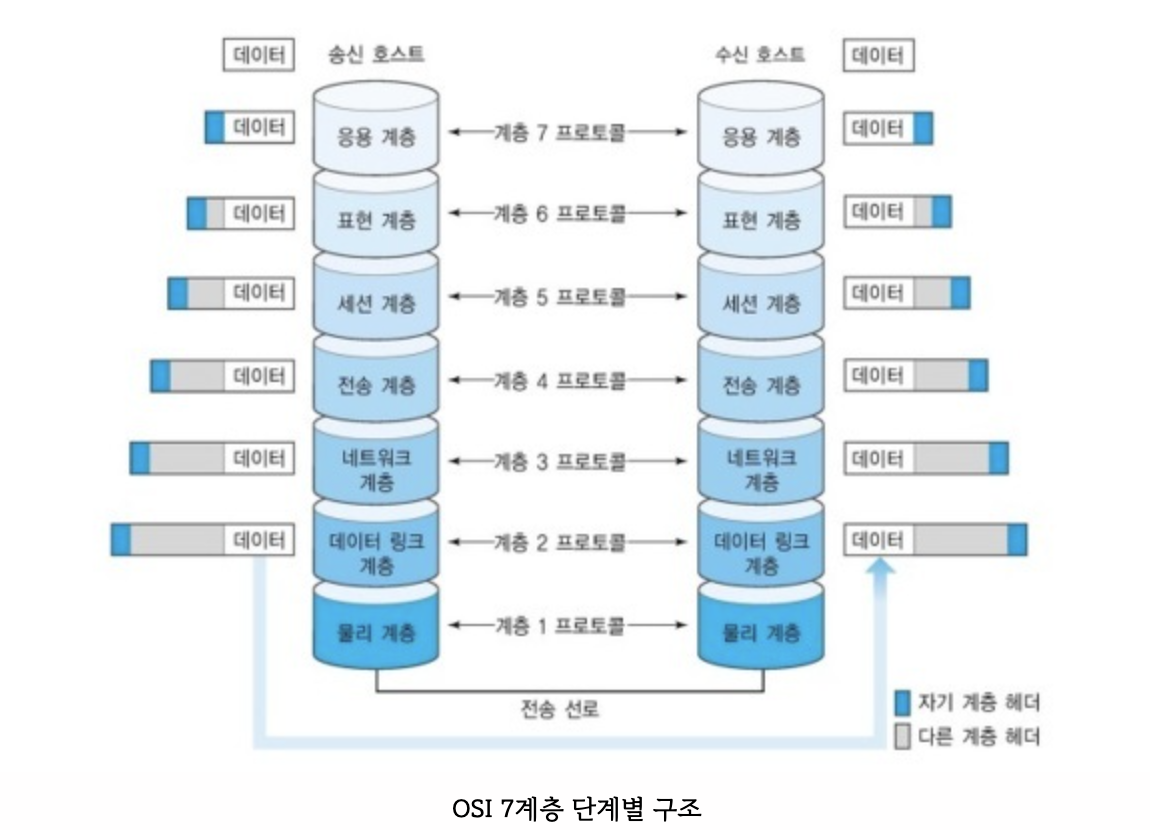 데이터 송신 호스트 수신 호스트 데이터
데이터 응용 계층 계층 7 프로토콜 응용 계층 데이터
데이터 표현 계층 계층 6 프로토콜 표현 계층 데이터
데이터 세션 계층 계층 5 프로토콜 세션 계층 데이터
데이터 전송 계층 계층 4 프로토콜 전송 계층 데이터
데이터 네트워크 계층 계층 3 프로토콜 네트워크 계층 데이터
데이터 데이터 링크 계층 계층 2 프로토콜 데이터 링크 계층 데이터
물리 계층 계층 1 프로토콜 물리 계층
전송 선로
자기 계층 헤더
다른 계층 헤더
OSI 7계층 단계별 구조